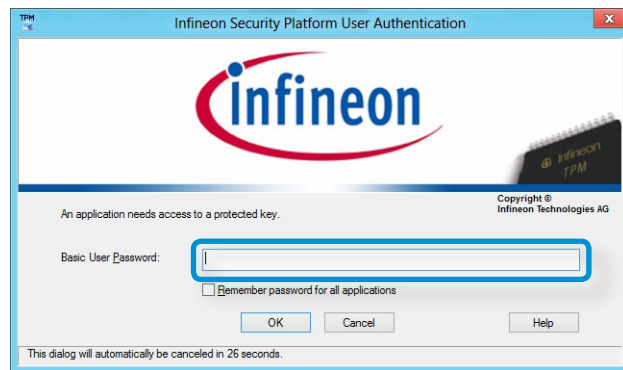 TPM
Infineon Security Platform User Authentication
x
infineon
Infineon
TPM
Copyright ©
Infineon Technologies AG
An application needs access to a protected key.
Basic User Password:
Remember password for all applications
OK Cancel Help
This dialog will automatically be canceled in 26 seconds.